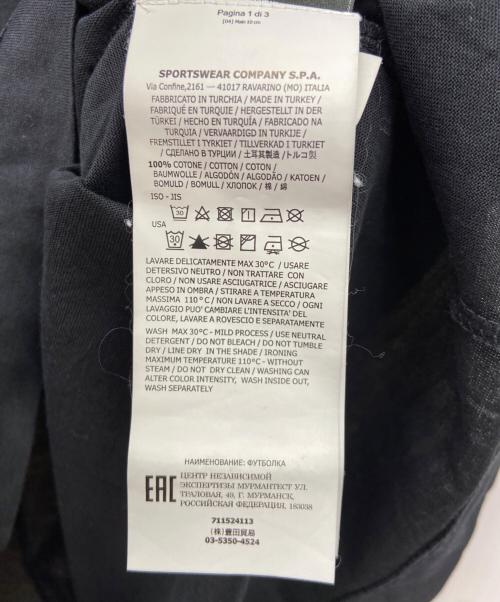 Pagina 1 di 3
[04] Main 10 cm
SPORTSWEAR COMPANY S.P.A.
Via Confine,2161 — 41017 RAVARINO (MO) ITALIA
FABBRICATO IN TURCHIA / MADE IN TURKEY /
FABRIQUÉ EN TURQUIE / HERGESTELLT IN DER
TÜRKEI / HECHO EN TURQUÍA / FABRICADO NA
TURQUIA / VERVAARDIGD IN TURKIJE /
FREMSTILLET I TYRKIET / TILLVERKAD I TURKIET
/ СДЕЛАНО В ТУРЦИИ / 土耳其製造 /トルコ製
100% COTONE / COTTON / COTON /
BAUMWOLLE / ALGODÓN / ALGODÃO / KATOEN /
BOMULD / BOMULL / ХЛОПОК / 棉 / 綿
ISO - JIS
30
USA
30
LAVARE DELICATAMENTE MAX 30°C / USARE
DETERSIVO NEUTRO / NON TRATTARE CON
CLORO / NON USARE ASCIUGATRICE / ASCIUGARE
APPESO IN OMBRA / STIRARE A TEMPERATURA
MASSIMA 110°C / NON LAVARE A SECCO / OGNI
LAVAGGIO PUO' CAMBIARE L'INTENSITA' DEL
COLORE, LAVARE A ROVESCIO E SEPARATAMENTE
WASH MAX 30°C - MILD PROCESS / USE NEUTRAL
DETERGENT / DO NOT BLEACH / DO NOT TUMBLE
DRY / LINE DRY IN THE SHADE / IRONING
MAXIMUM TEMPERATURE 110°C - WITHOUT
STEAM / DO NOT DRY CLEAN / WASHING CAN
ALTER COLOR INTENSITY, WASH INSIDE OUT,
WASH SEPARATELY
НАИМЕНОВАНИЕ: ФУТБОЛКА
EAC
ЦЕНТР НЕЗАВИСИМОЙ
ЭКСПЕРТИЗЫ МУРМАНТЕСТ УЛ.
ТРАЛОВАЯ, 49, Г. МУРМАНСК,
РОССИЙСКАЯ ФЕДЕРАЦИЯ, 183038
711524113
(株) 豊田貿易
03-5350-4524